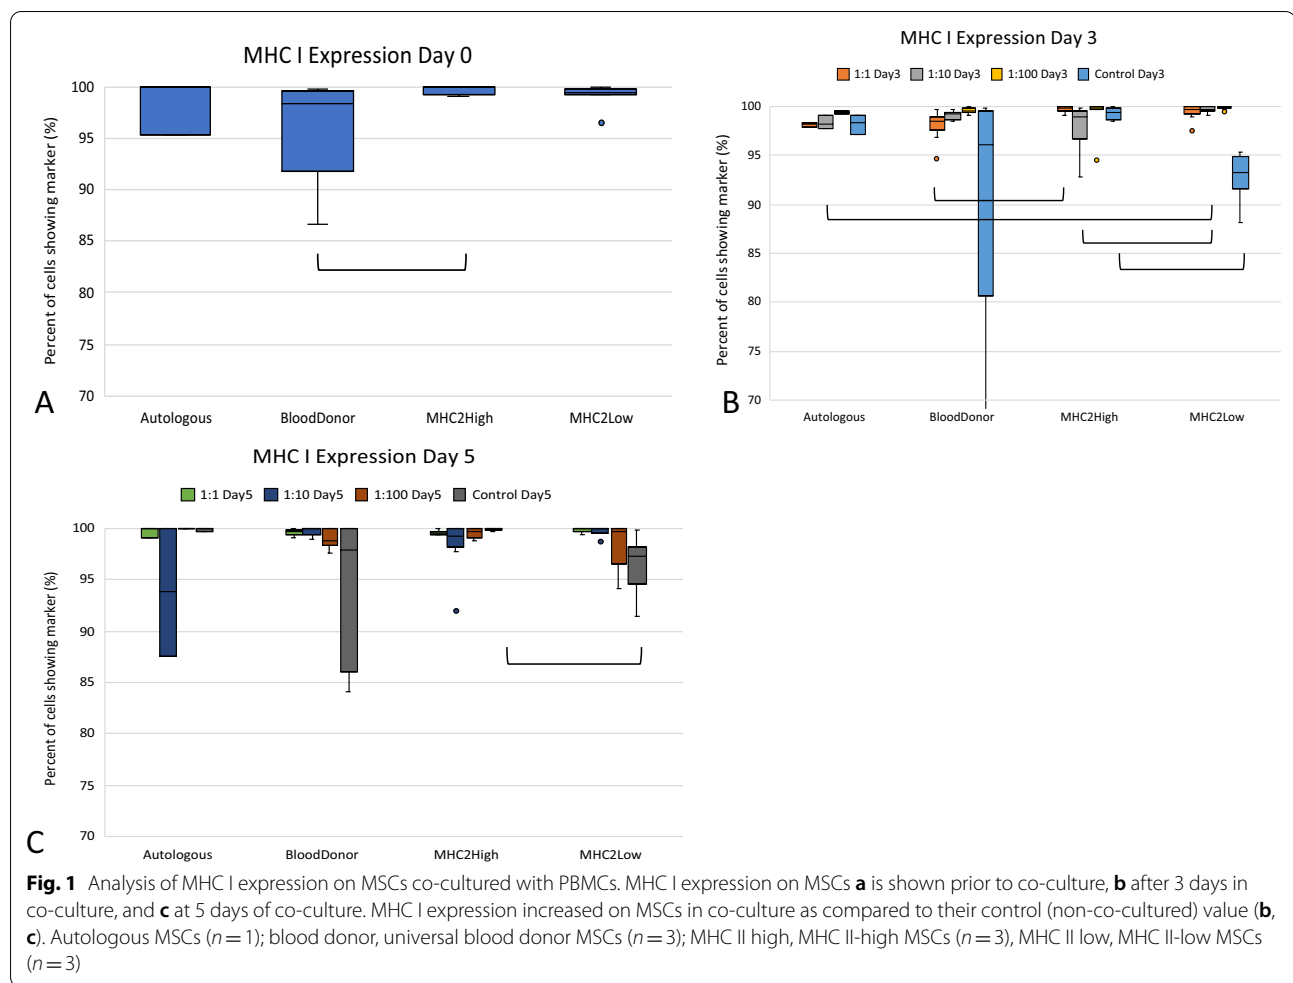 MHC I Expression Day 0
Percent of cells showing marker (%)
100
95
90
85
80
75
70
A
Autologous BloodDonor MHC2High MHC2Low
MHC I Expression Day 3
1:1 Day3 1:10 Day3 1:100 Day3 Control Day3
Percent of cells showing marker (%)
100
95
90
85
80
75
70
B
Autologous BloodDonor MHC2High MHC2Low
MHC I Expression Day 5
1:1 Day5 1:10 Day5 1:100 Day5 Control Day5
Percent of cells showing marker (%)
100
95
90
85
80
75
70
C
Autologous BloodDonor MHC2High MHC2Low
Fig. 1 Analysis of MHC I expression on MSCs co-cultured with PBMCs. MHC I expression on MSCs a is shown prior to co-culture, b after 3 days in
co-culture, and c at 5 days of co-culture. MHC I expression increased on MSCs in co-culture as compared to their control (non-co-cultured) value (b,
c). Autologous MSCs (n = 1); blood donor, universal blood donor MSCs (n = 3); MHC II high, MHC II-high MSCs (n = 3), MHC II low, MHC II-low MSCs
(n = 3)